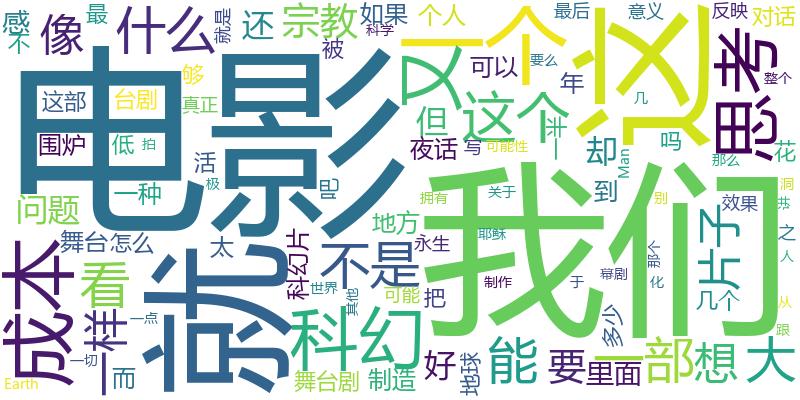 感
不
像
最
什么
就是
还
宗教
如果
被
科学
个人
一个
最后
要么
意义
反映
对话
整个
电影
这部
台剧
够
真正
围炉
低
拍
活
极
一种
问题
舞台
怎么
太
吧
又
可以
但
这个
年
夜话
写
可能性
半
一
却
到
几
吗
Man
这
思考
那么
花
洞
恭
之
人
效果
别
关于
拥有
耶稣
永生
地方
科幻片
不是
世界
其他
可能
把
制作
于
化
那个
幕剧
片子
几个
从
跟
我们
就
成本
看
一样
一点
一切
而
Earth
科幻
舞台剧
制造
好
地球
能
要
里面
多少
一部
想
大